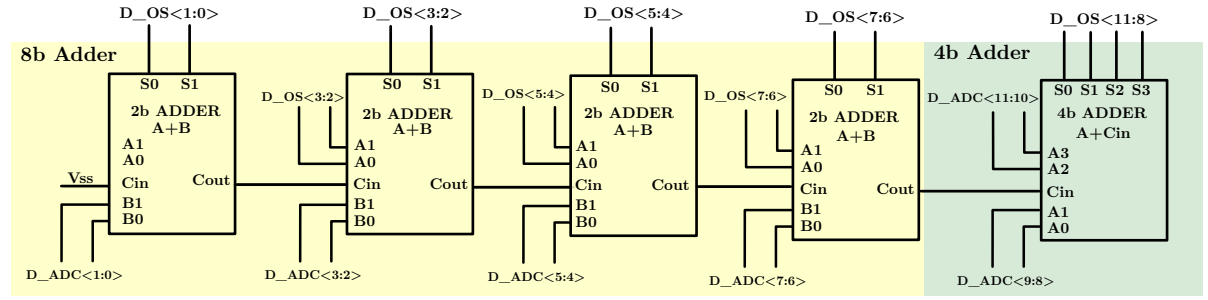 D_OS<1:0>
D_OS<3:2>
D_OS<5:4>
D_OS<7:6>
D_OS<11:8>
8b Adder
4b Adder
S0 S1
2b ADDER
A+B
A1
A0
Vss
Cin
Cout
B1
B0
D_ADC<1:0>
S0 S1
2b ADDER
A+B
D_OS<3:2>
A1
A0
Cin
Cout
B1
B0
D_ADC<3:2>
S0 S1
2b ADDER
A+B
D_OS<5:4>
A1
A0
Cin
Cout
B1
B0
D_ADC<5:4>
S0 S1
2b ADDER
A+B
D_OS<7:6>
A1
A0
Cin
Cout
B1
B0
D_ADC<7:6>
S0 S1 S2 S3
4b ADDER
A+Cin
D_ADC<11:10>
A3
A2
Cin
A1
A0
D_ADC<9:8>